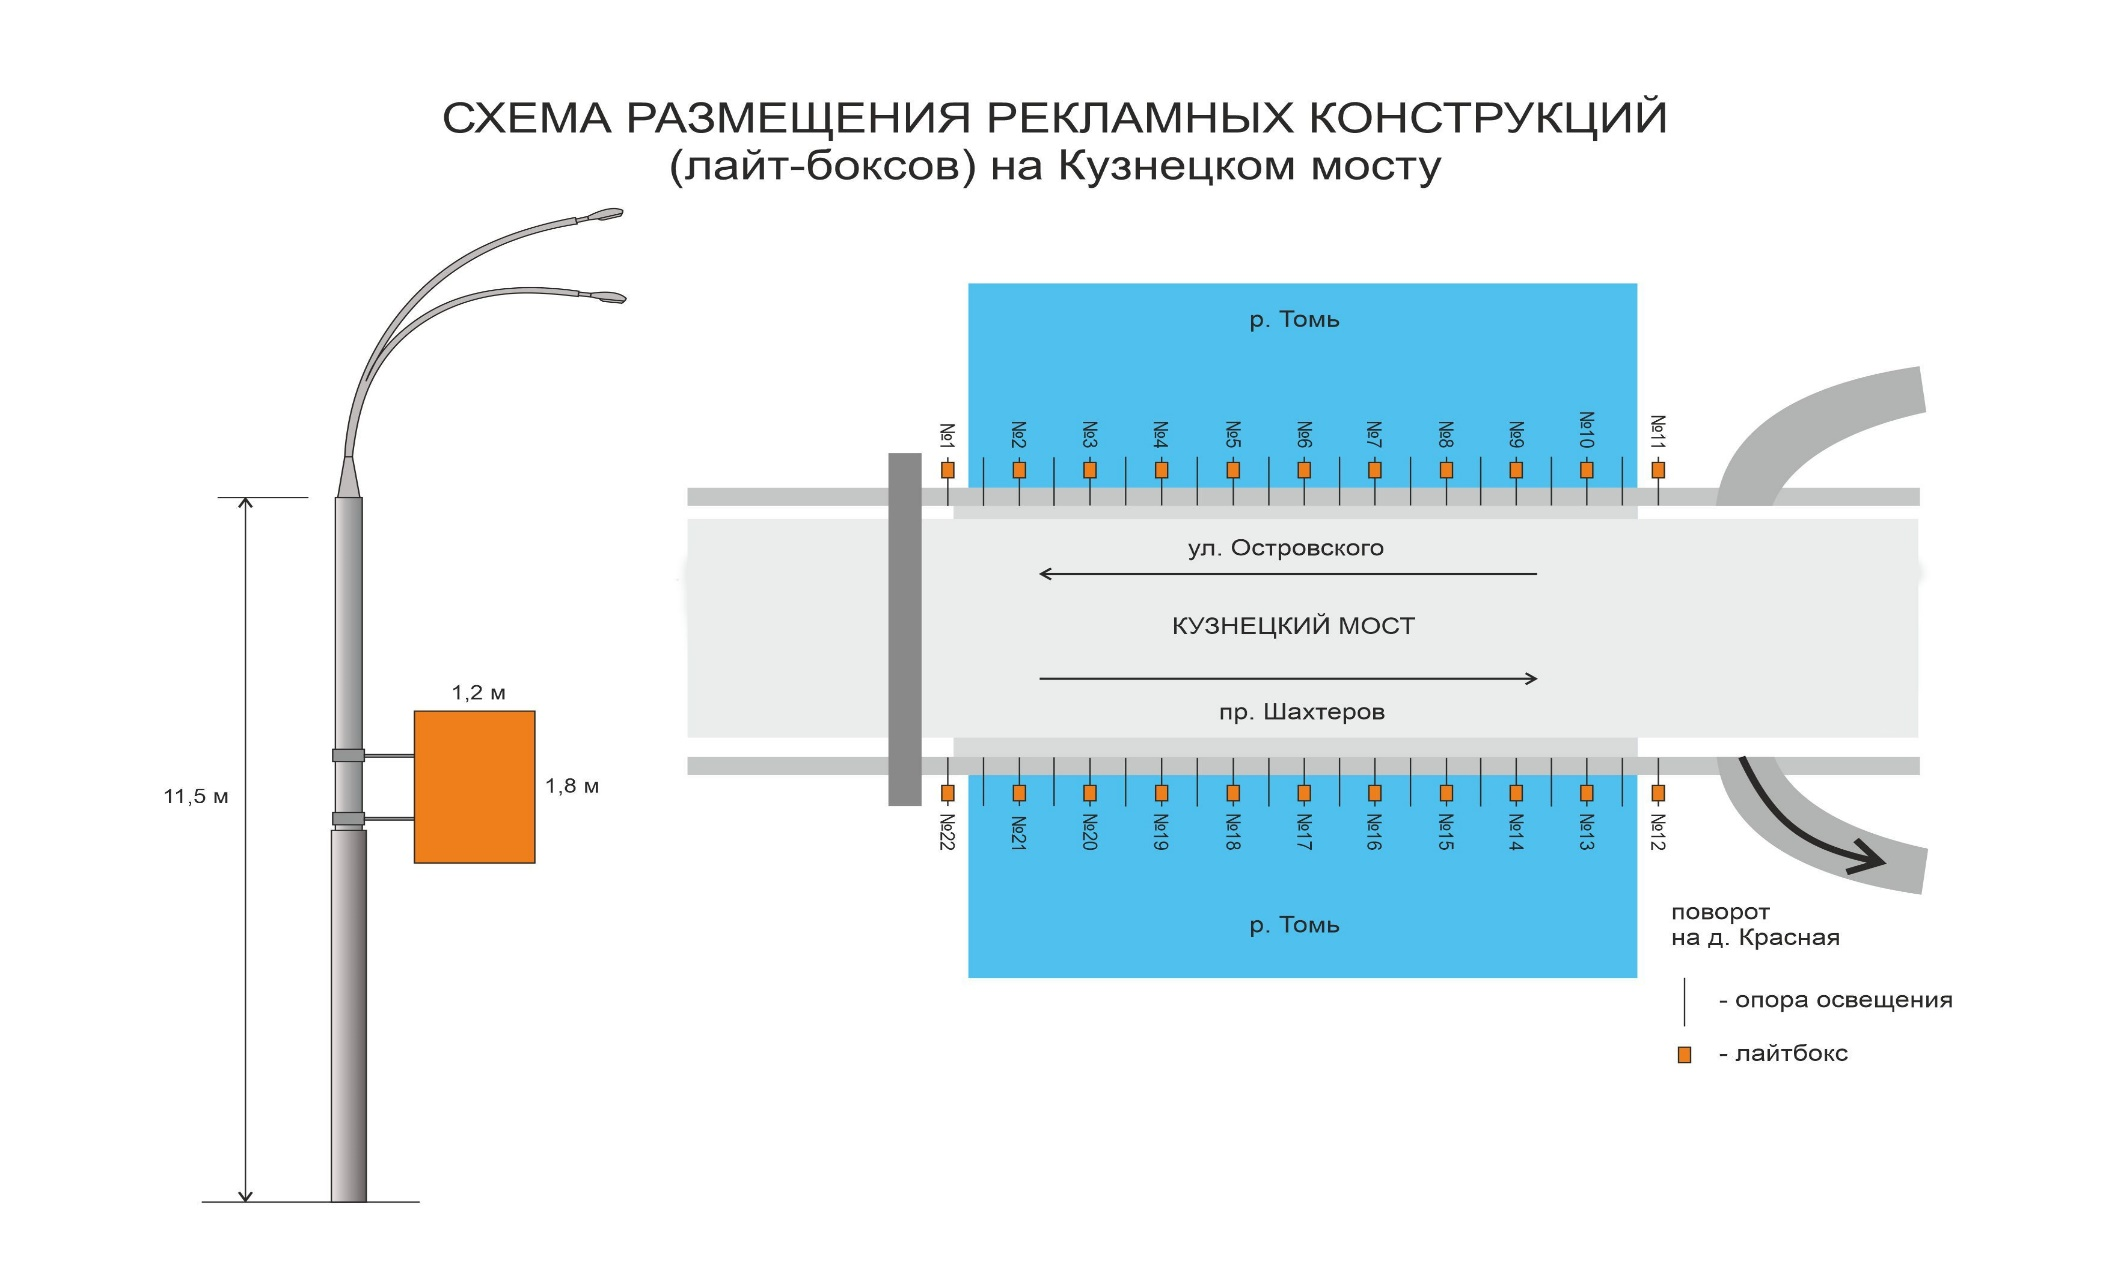 СХЕМА РАЗМЕЩЕНИЯ РЕКЛАМНЫХ КОНСТРУКЦИЙ
(лайт-боксов) на Кузнецком мосту
11,5 м
1,2 м
1,8 м
р. Томь
№1
№2
№3
№4
№5
№6
№7
№8
№9
№10
№11
ул. Островского
КУЗНЕЦКИЙ МОСТ
пр. Шахтеров
№22
№21
№20
№19
№18
№17
№16
№15
№14
№13
№12
р. Томь
поворот
на д. Красная
- опора освещения
- лайтбокс